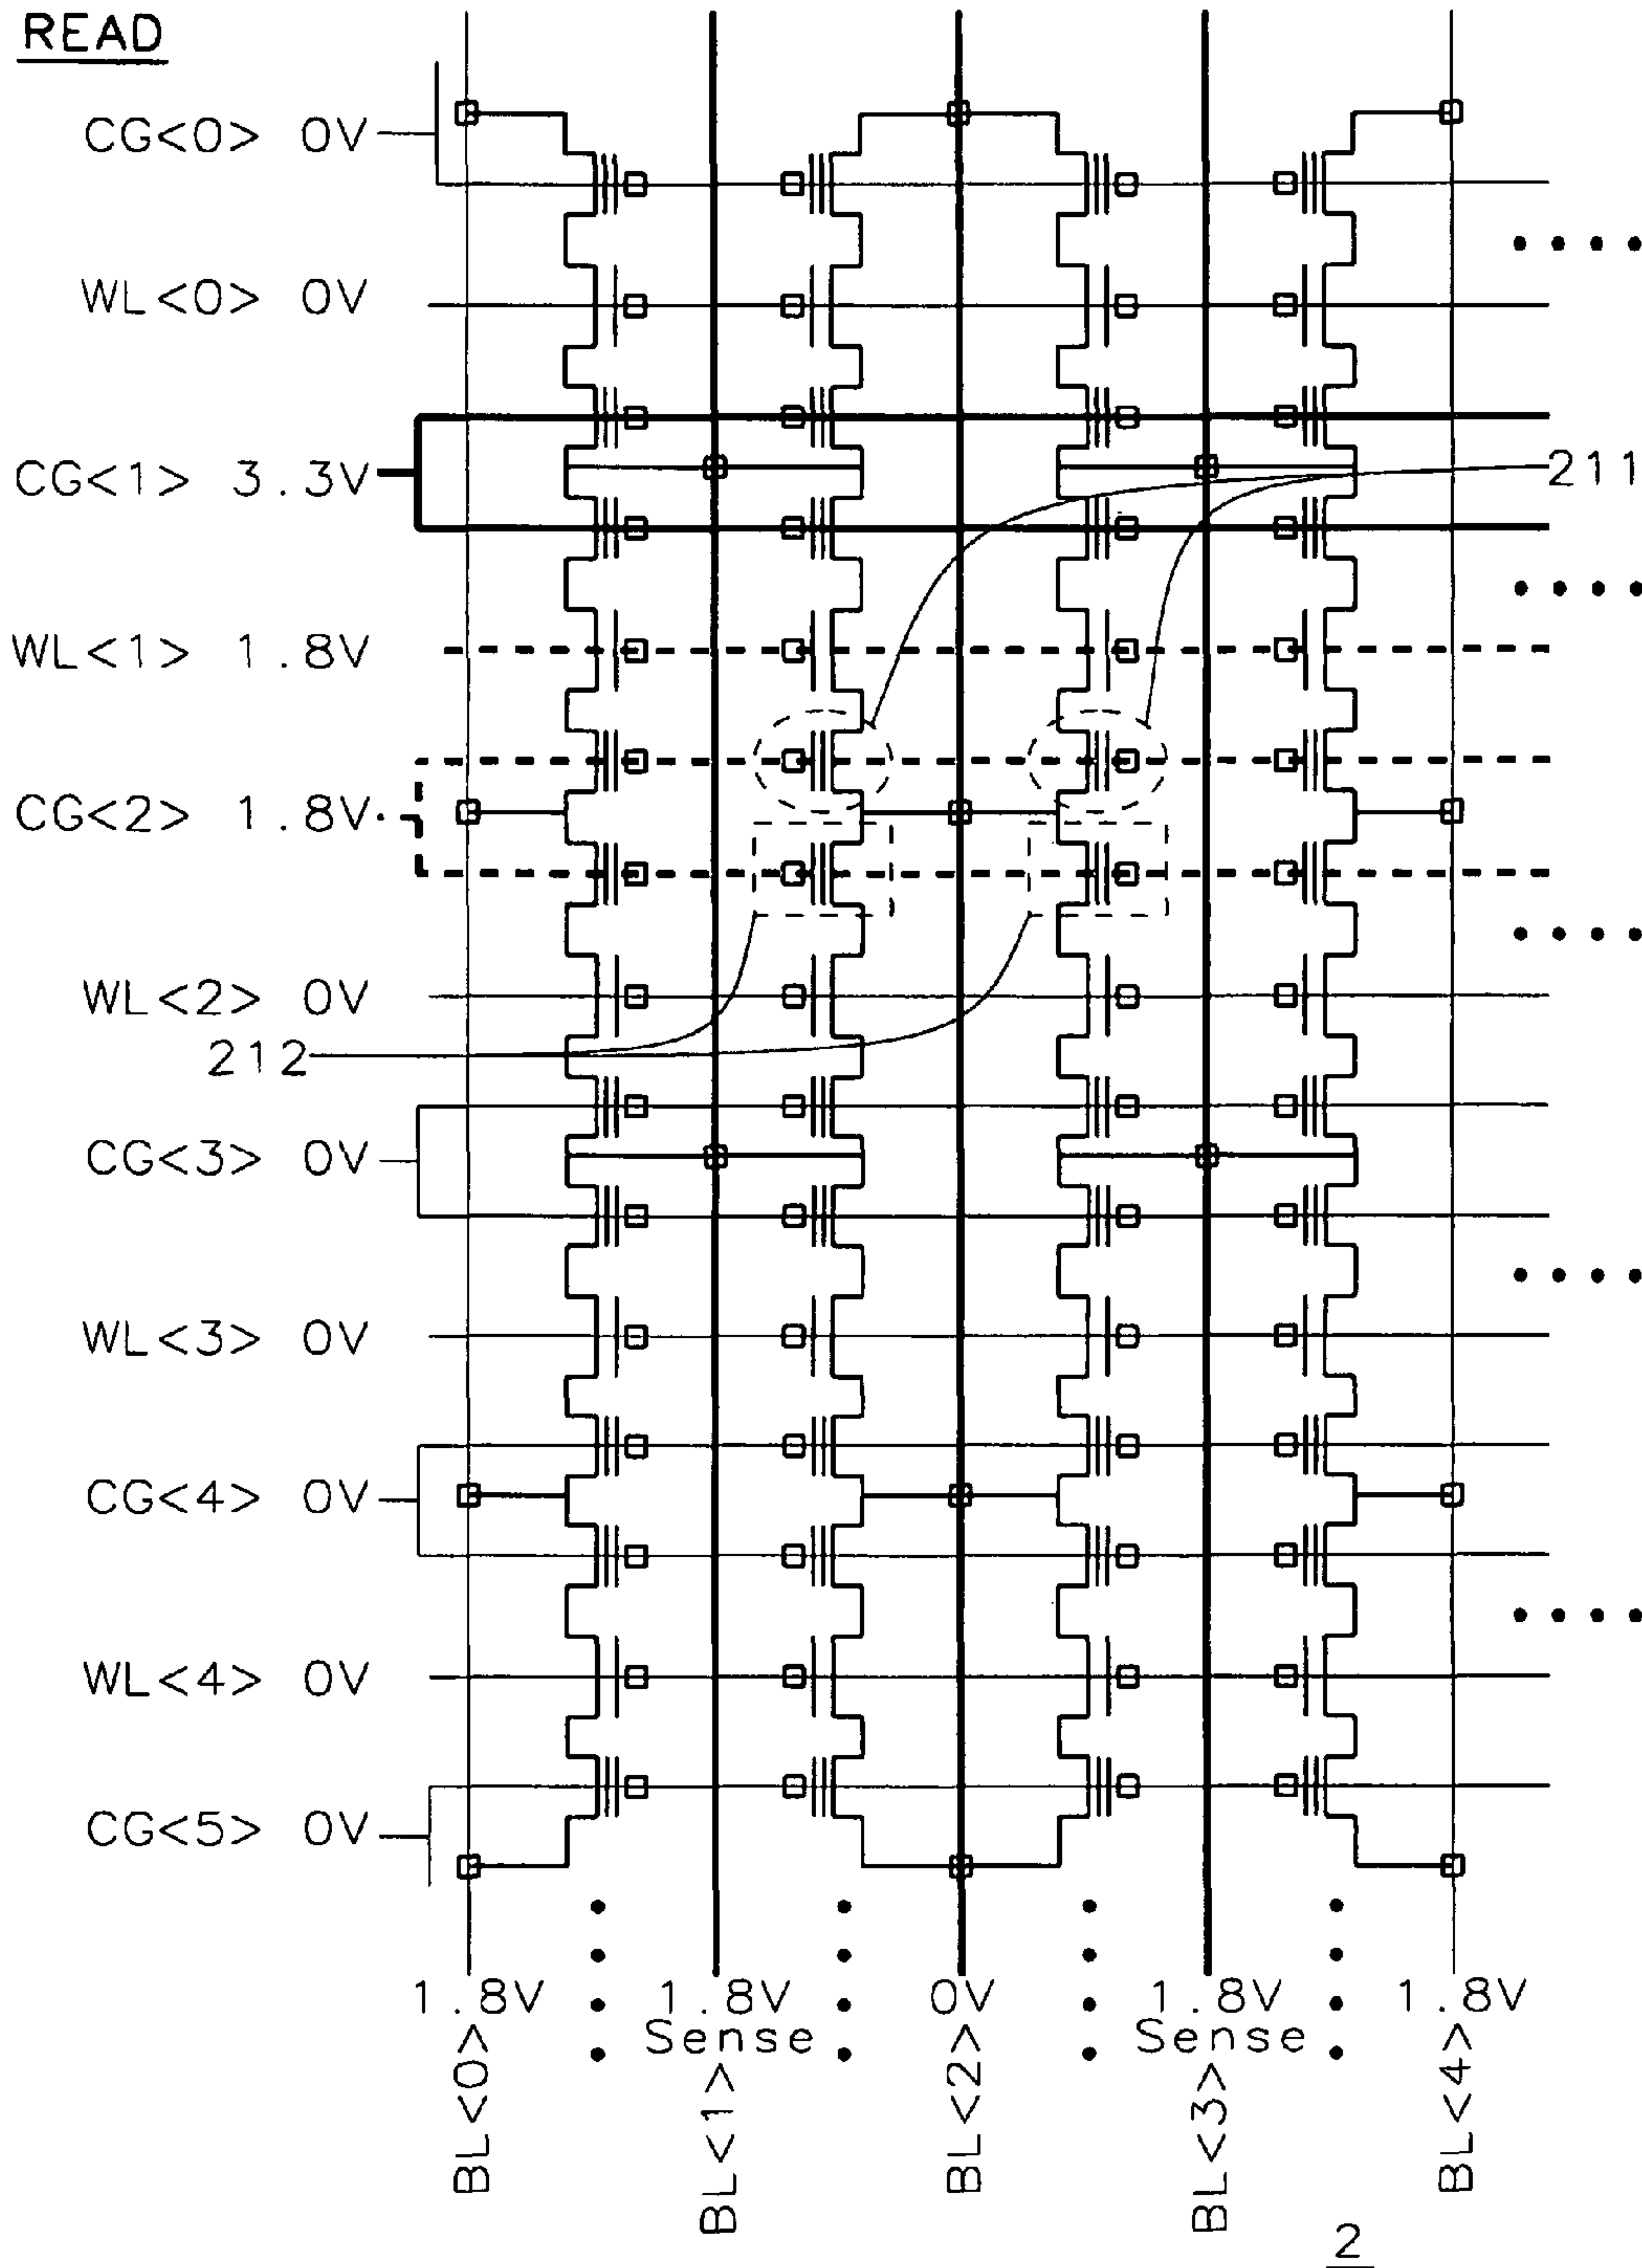 READ
CG<0> 0V
WL<0> 0V
CG<1> 3.3V
211
WL<1> 1.8V
CG<2> 1.8V
WL<2> 0V
212
CG<3> 0V
WL<3> 0V
CG<4> 0V
WL<4> 0V
CG<5> 0V
1.8V 1.8V 0V 1.8V 1.8V
Sense Sense
BL<0> BL<1> BL<2> BL<3> BL<4>
2